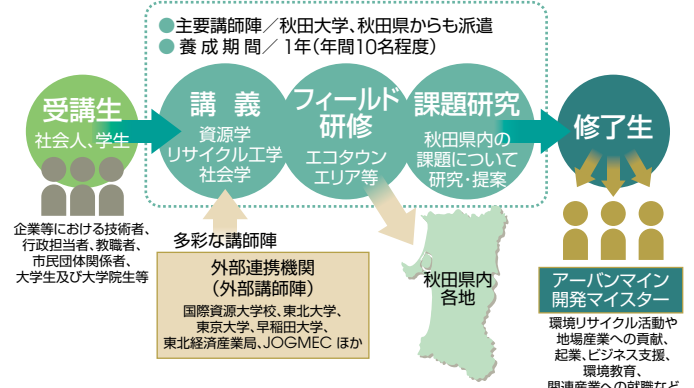 ●主要講師陣／秋田大学、秋田県からも派遣
●養成期間／1年(年間10名程度)
受講生
社会人、学生
企業等における技術者、
行政担当者、教職者、
市民団体関係者、
大学生及び大学院生等
講 義
資源学
リサイクル工学
社会学
フィールド
研修
エコタウン
エリア等
課題研究
秋田県内の
課題について
研究・提案
修了生
多彩な講師陣
外部連携機関
(外部講師陣)
国際資源大学校、東北大学、
東京大学、早稲田大学、
東北経済産業局、JOGMEC ほか
秋田県内
各地
アーバンマイン
開発マイスター
環境リサイクル活動や
地場産業への貢献、
起業、ビジネス支援、
環境教育、
関連産業への就職など